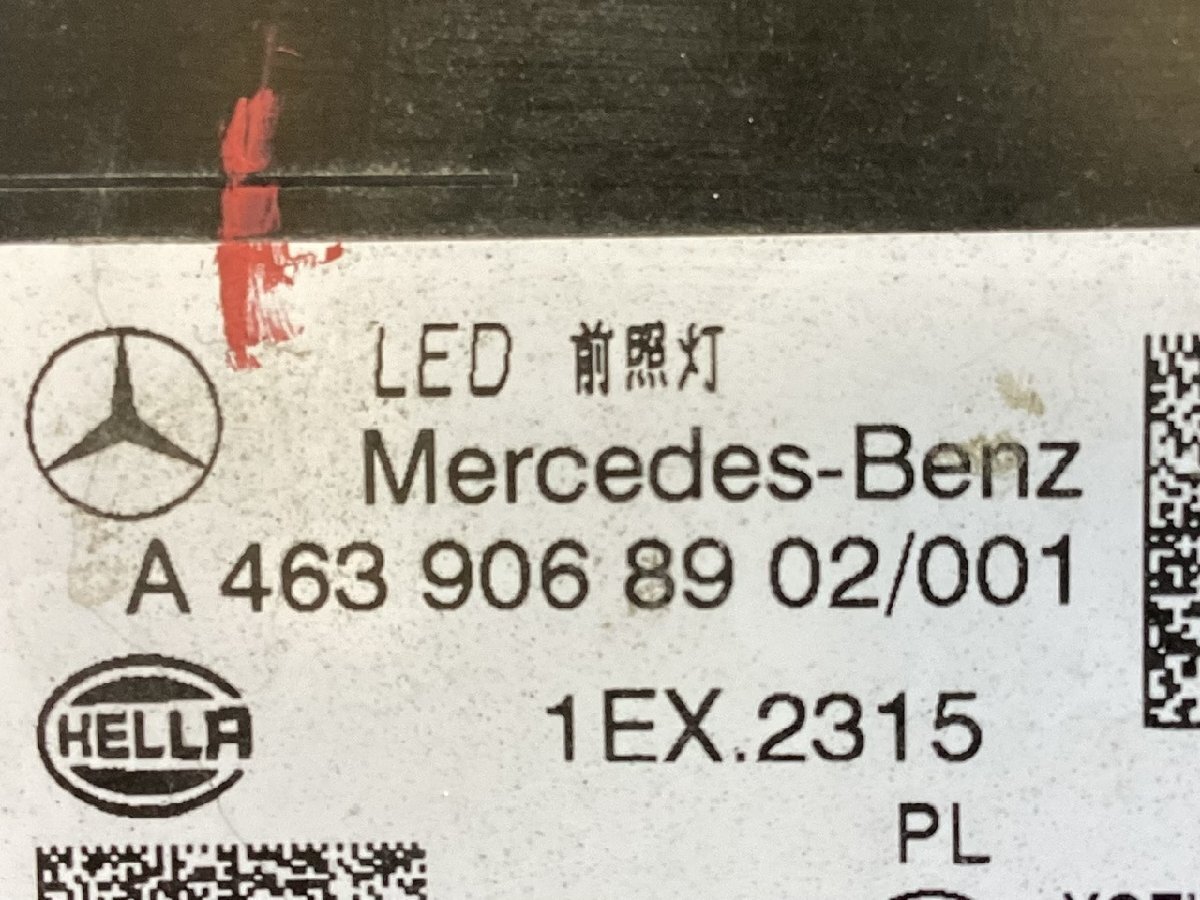 LED 前照灯
Mercedes-Benz
A 463 906 89 02/001
HELLA
1EX.2315
PL